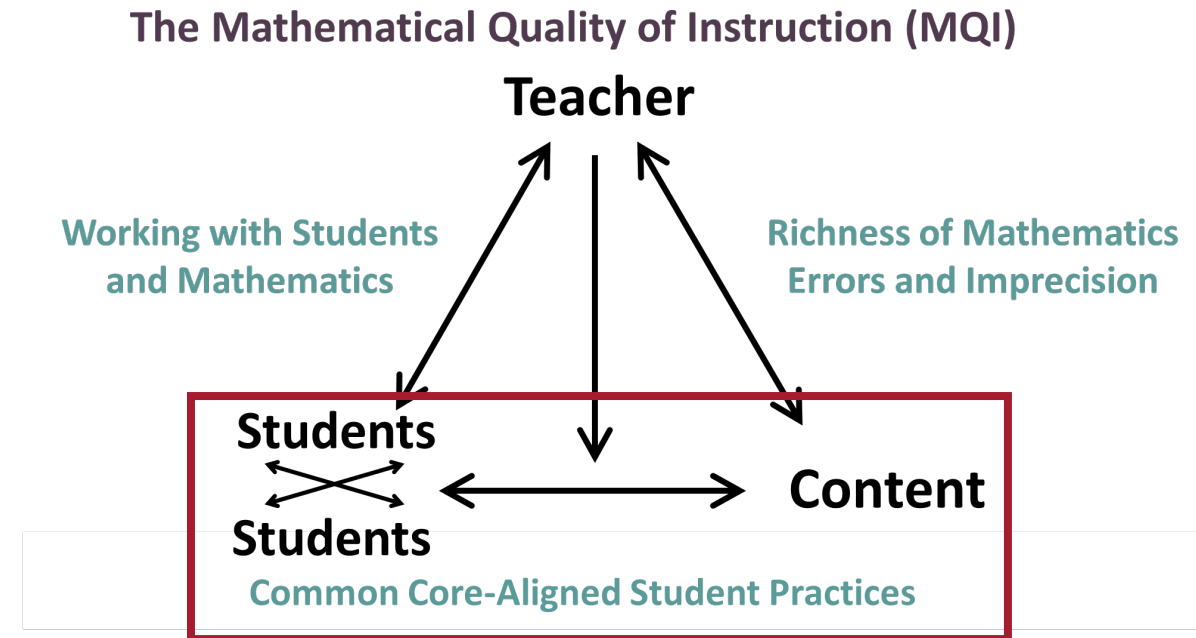 The Mathematical Quality of Instruction (MQI)
Teacher
Working with Students
and Mathematics
Richness of Mathematics
Errors and Imprecision
Students
Content
Students
Common Core-Aligned Student Practices